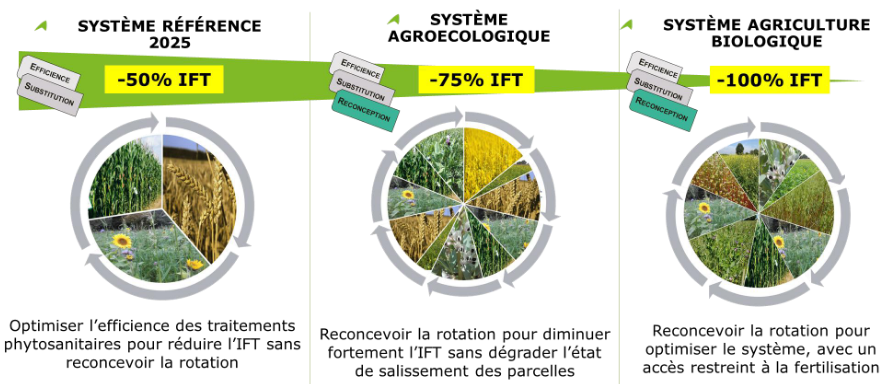 SYSTÈME RÉFÉRENCE
2025
EFFICIENCE
SUBSTITUTION
-50% IFT
Optimiser l'efficience des traitements
phytosanitaires pour réduire l'IFT sans
reconcevoir la rotation
SYSTÈME
AGROECOLOGIQUE
EFFICIENCE
SUBSTITUTION
RECONCEPTION
-75% IFT
Reconcevoir la rotation pour diminuer
fortement l'IFT sans dégrader l'état
de salissement des parcelles
SYSTÈME AGRICULTURE
BIOLOGIQUE
EFFICIENCE
SUBSTITUTION
RECONCEPTION
-100% IFT
Reconcevoir la rotation pour
optimiser le système, avec un
accès restreint à la fertilisation